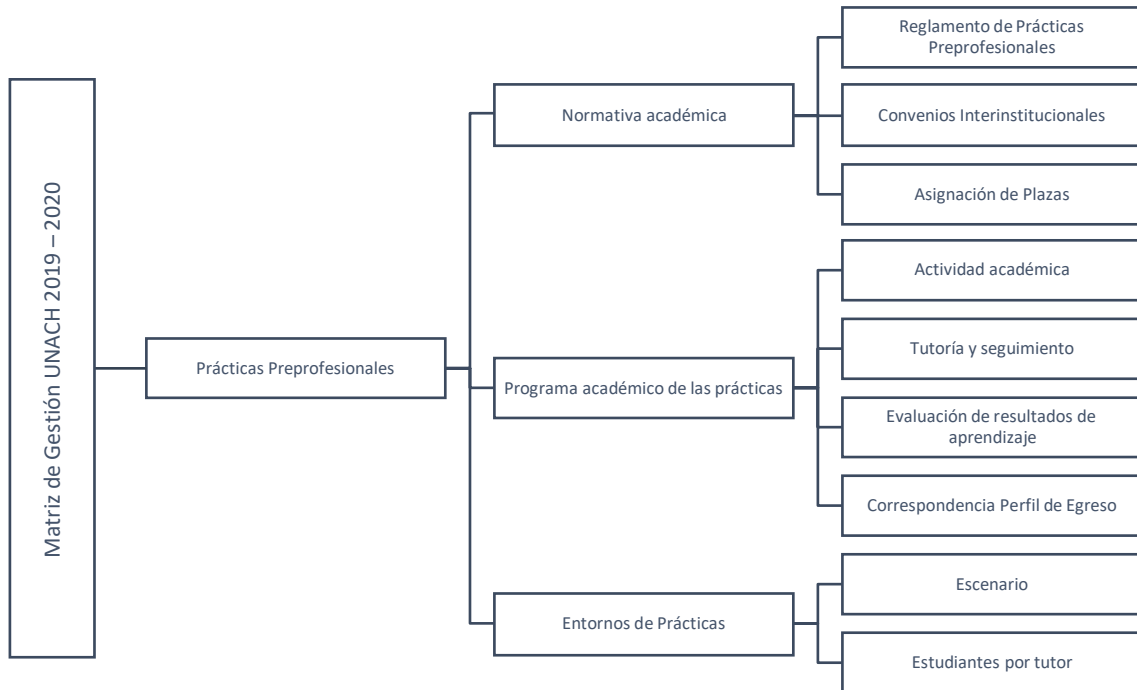 Matriz de Gestión UNACH 2019 – 2020
Prácticas Preprofesionales
Normativa académica
Reglamento de Prácticas
Preprofesionales
Convenios Interinstitucionales
Asignación de Plazas
Programa académico de las prácticas
Actividad académica
Tutoría y seguimiento
Evaluación de resultados de
aprendizaje
Correspondencia Perfil de Egreso
Entornos de Prácticas
Escenario
Estudiantes por tutor